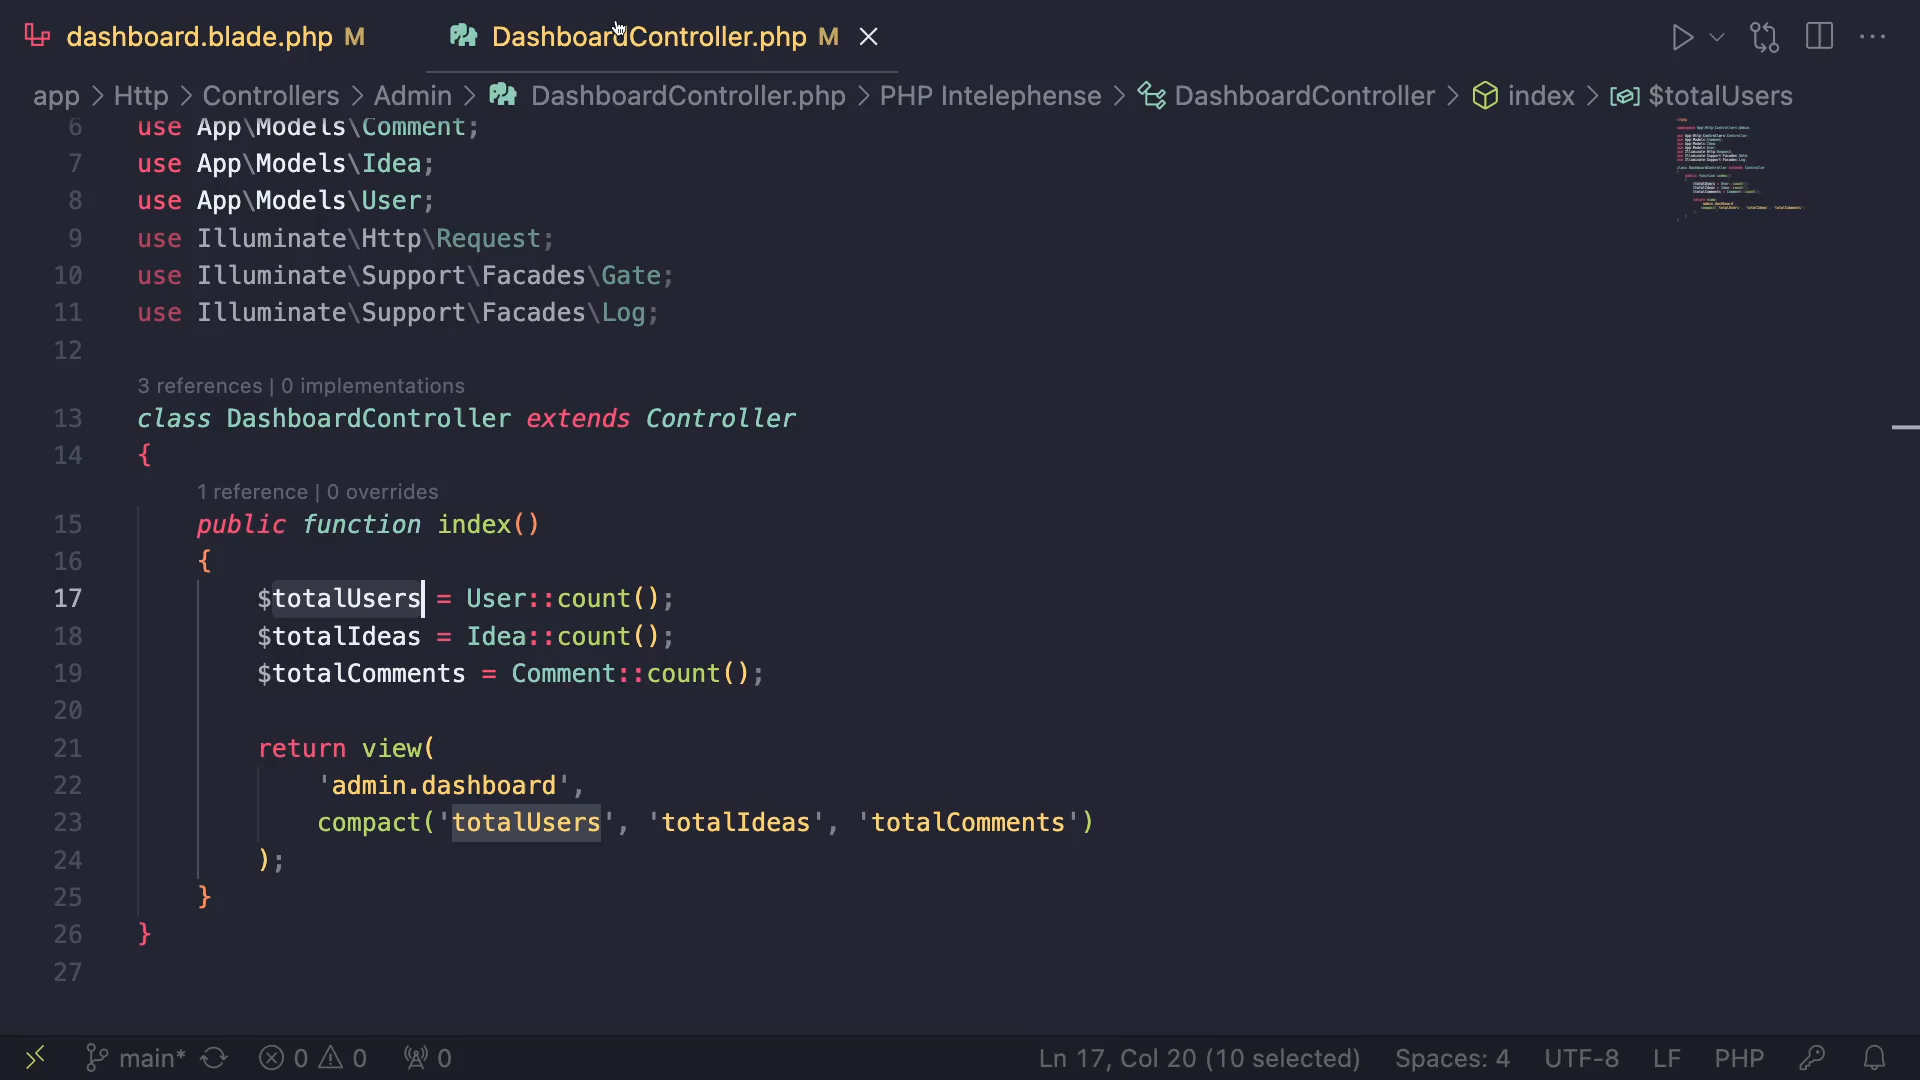 dashboard.blade.php M
DashboardController.php M
app > Http > Controllers > Admin > DashboardController.php > PHP Intelephense > DashboardController > index > $totalUsers
6 use App\Models\Comment;
7 use App\Models\Idea;
8 use App\Models\User;
9 use Illuminate\Http\Request;
10 use Illuminate\Support\Facades\Gate;
11 use Illuminate\Support\Facades\Log;
12
3 references | 0 implementations
13 class DashboardController extends Controller
14 {
1 reference | 0 overrides
15 public function index()
16 {
17 $totalUsers = User::count();
18 $totalIdeas = Idea::count();
19 $totalComments = Comment::count();
20
21 return view(
22 'admin.dashboard',
23 compact('totalUsers', 'totalIdeas', 'totalComments')
24 );
25 }
26 }
27
main* 0 0 0 Ln 17, Col 20 (10 selected) Spaces: 4 UTF-8 LF PHP